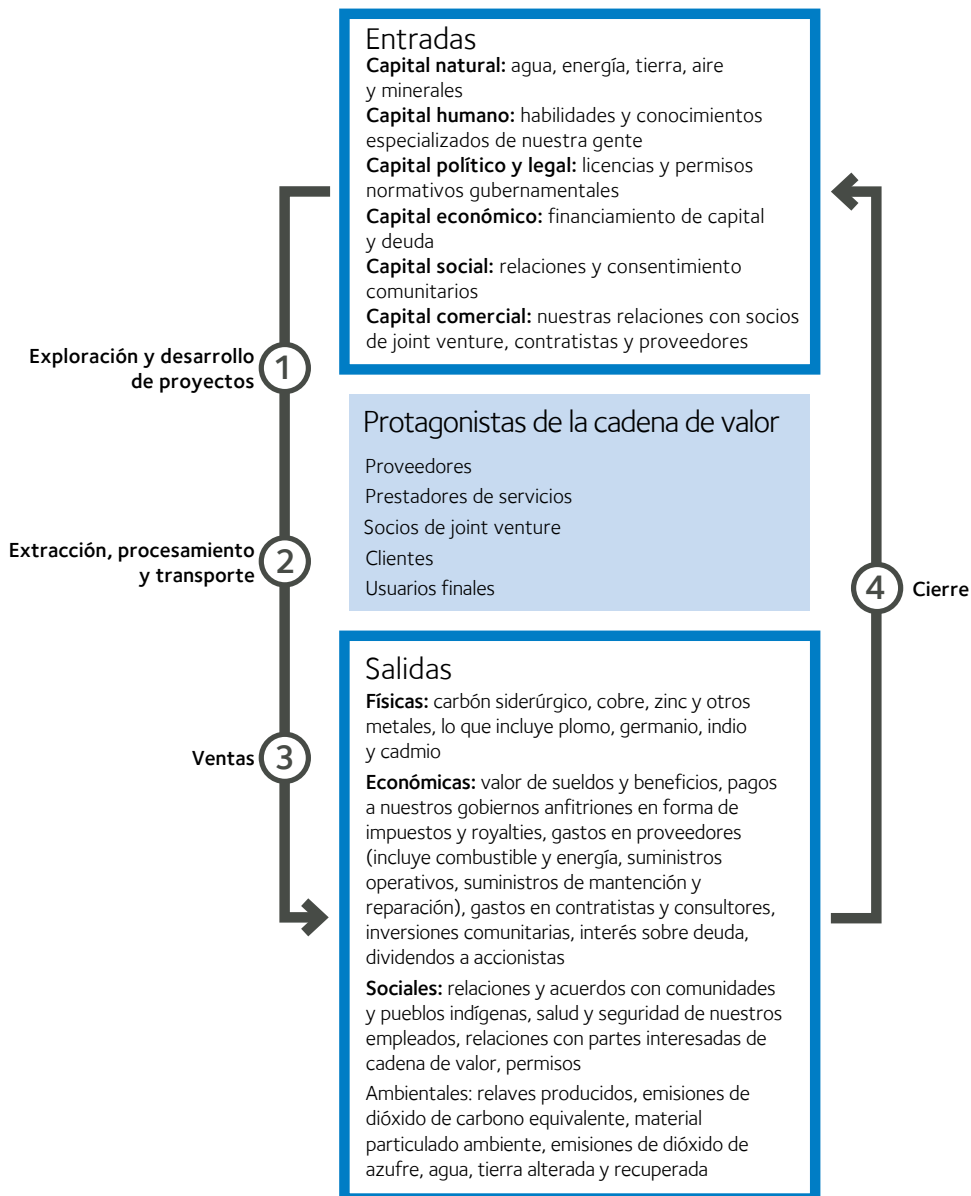 Entradas
Capital natural: agua, energía, tierra, aire
y minerales
Capital humano: habilidades y conocimientos
especializados de nuestra gente
Capital político y legal: licencias y permisos
normativos gubernamentales
Capital económico: financiamiento de capital
y deuda
Capital social: relaciones y consentimiento
comunitarios
Capital comercial: nuestras relaciones con socios
de joint venture, contratistas y proveedores
Exploración y desarrollo
de proyectos
1
Protagonistas de la cadena de valor
Proveedores
Prestadores de servicios
Socios de joint venture
Clientes
Usuarios finales
Extracción, procesamiento
y transporte
2
4 Cierre
Salidas
Físicas: carbón siderúrgico, cobre, zinc y otros
metales, lo que incluye plomo, germanio, indio
y cadmio
Ventas 3
Económicas: valor de sueldos y beneficios, pagos
a nuestros gobiernos anfitriones en forma de
impuestos y royalties, gastos en proveedores
(incluye combustible y energía, suministros
operativos, suministros de mantención y
reparación), gastos en contratistas y consultores,
inversiones comunitarias, interés sobre deuda,
dividendos a accionistas
Sociales: relaciones y acuerdos con comunidades
y pueblos indígenas, salud y seguridad de nuestros
empleados, relaciones con partes interesadas de
cadena de valor, permisos
Ambientales: relaves producidos, emisiones de
dióxido de carbono equivalente, material
particulado ambiente, emisiones de dióxido de
azufre, agua, tierra alterada y recuperada